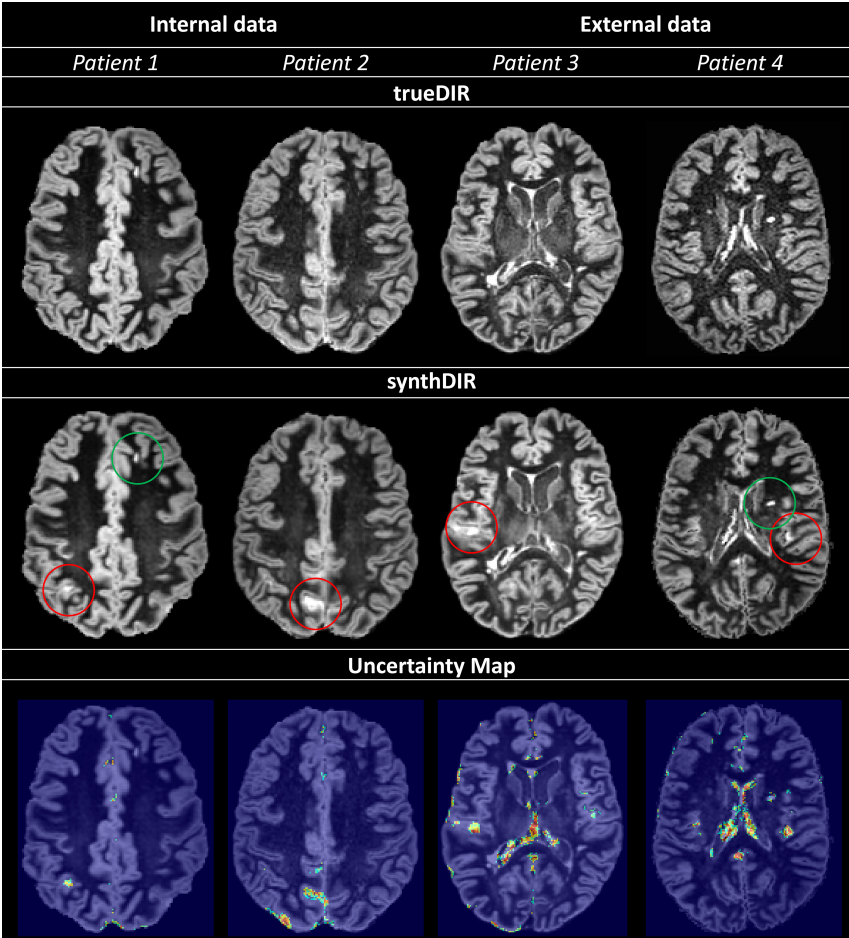 Internal data External data
Patient 1 Patient 2 Patient 3 Patient 4
trueDIR
synthDIR
Uncertainty Map